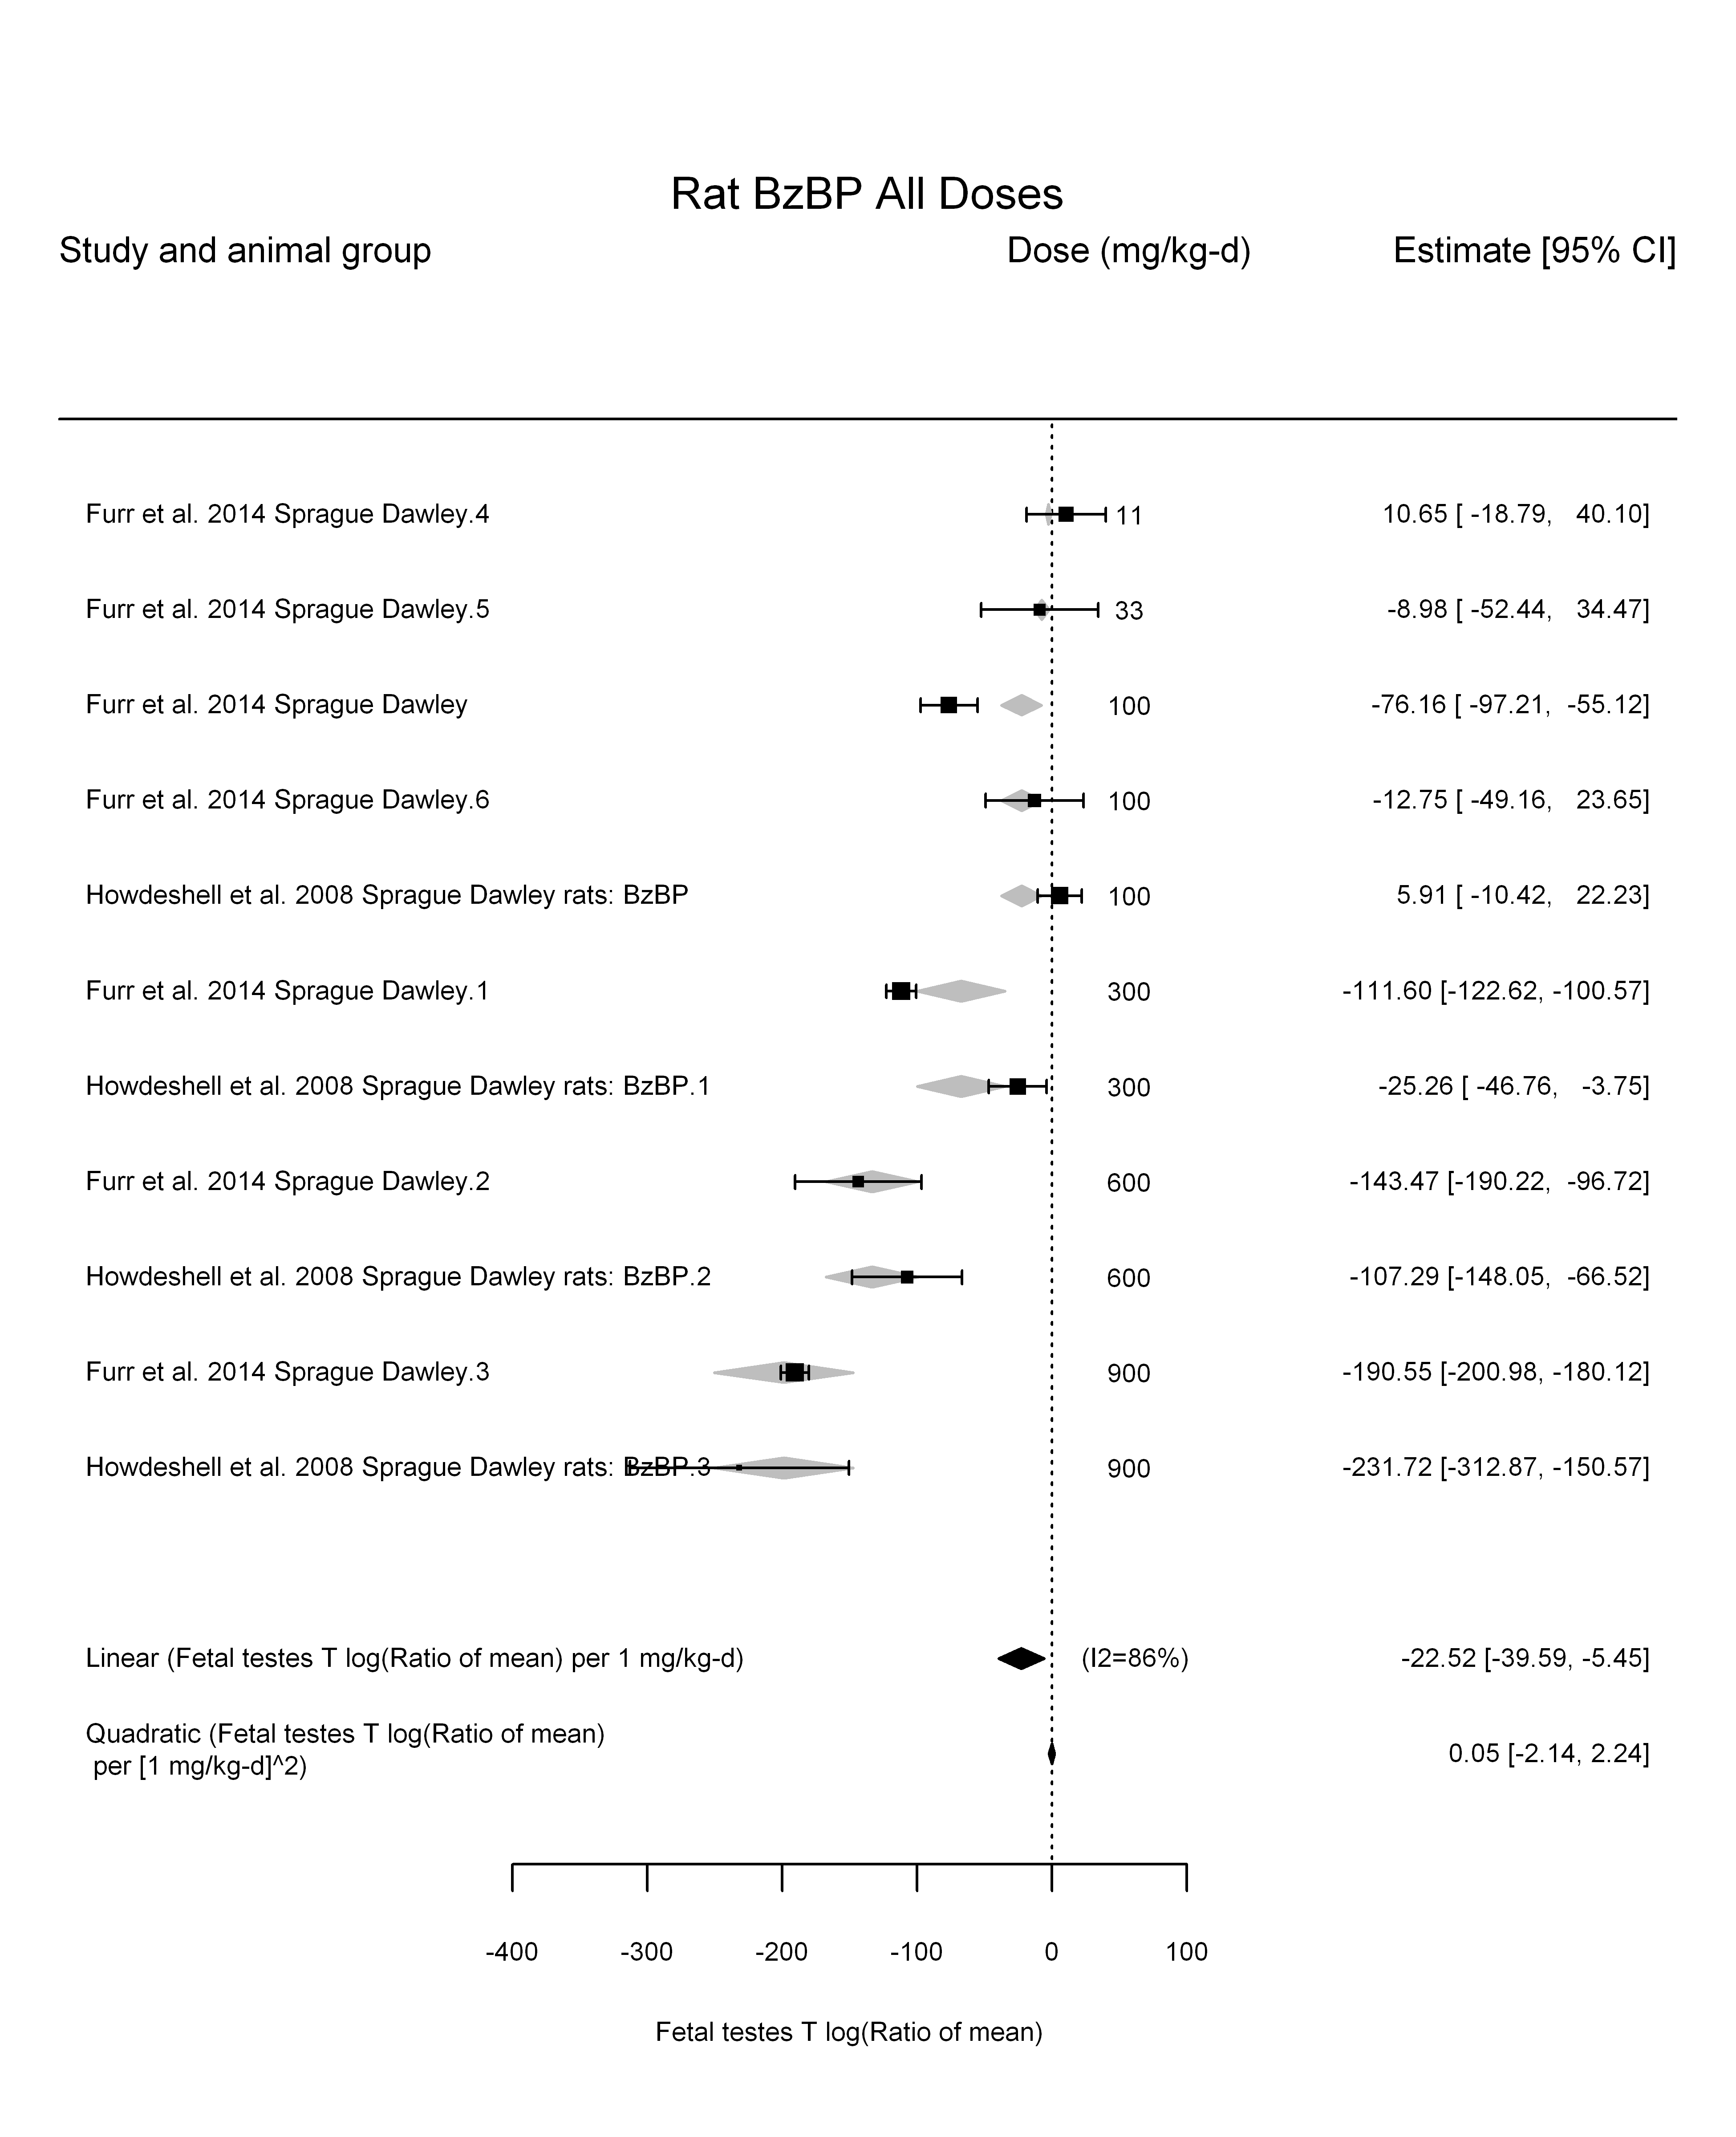 Rat BzBP All Doses
Study and animal group Dose (mg/kg-d) Estimate [95% CI]
Furr et al. 2014 Sprague Dawley.4 11 10.65 [ -18.79, 40.10]
Furr et al. 2014 Sprague Dawley.5 33 -8.98 [ -52.44, 34.47]
Furr et al. 2014 Sprague Dawley 100 -76.16 [ -97.21, -55.12]
Furr et al. 2014 Sprague Dawley.6 100 -12.75 [ -49.16, 23.65]
Howdeshell et al. 2008 Sprague Dawley rats: BzBP 100 5.91 [ -10.42, 22.23]
Furr et al. 2014 Sprague Dawley.1 300 -111.60 [-122.62, -100.57]
Howdeshell et al. 2008 Sprague Dawley rats: BzBP.1 300 -25.26 [ -46.76, -3.75]
Furr et al. 2014 Sprague Dawley.2 600 -143.47 [-190.22, -96.72]
Howdeshell et al. 2008 Sprague Dawley rats: BzBP.2 600 -107.29 [-148.05, -66.52]
Furr et al. 2014 Sprague Dawley.3 900 -190.55 [-200.98, -180.12]
Howdeshell et al. 2008 Sprague Dawley rats: BzBP.3 900 -231.72 [-312.87, -150.57]
Linear (Fetal testes T log(Ratio of mean) per 1 mg/kg-d) (I2=86%) -22.52 [-39.59, -5.45]
Quadratic (Fetal testes T log(Ratio of mean)
per [1 mg/kg-d]^2) 0.05 [-2.14, 2.24]
-400 -300 -200 -100 0 100
Fetal testes T log(Ratio of mean)